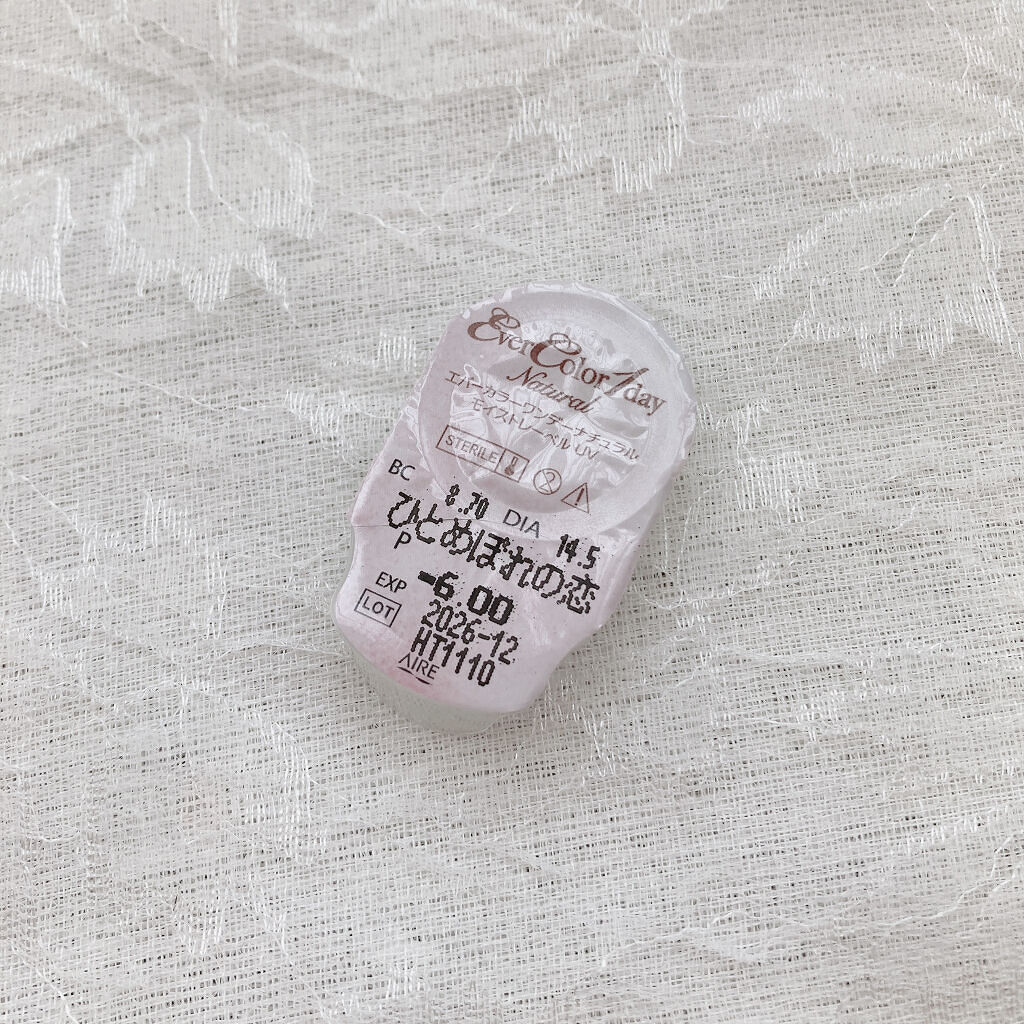 EverColor1day
Natural
エバーカラーワンデーナチュラル
モイストレーベルUV
STERILE
2
BC 8.70 DIA 14.5
ひとめぼれの恋
P -6.00
EXP 2026-12
LOT HT1110
AIRE